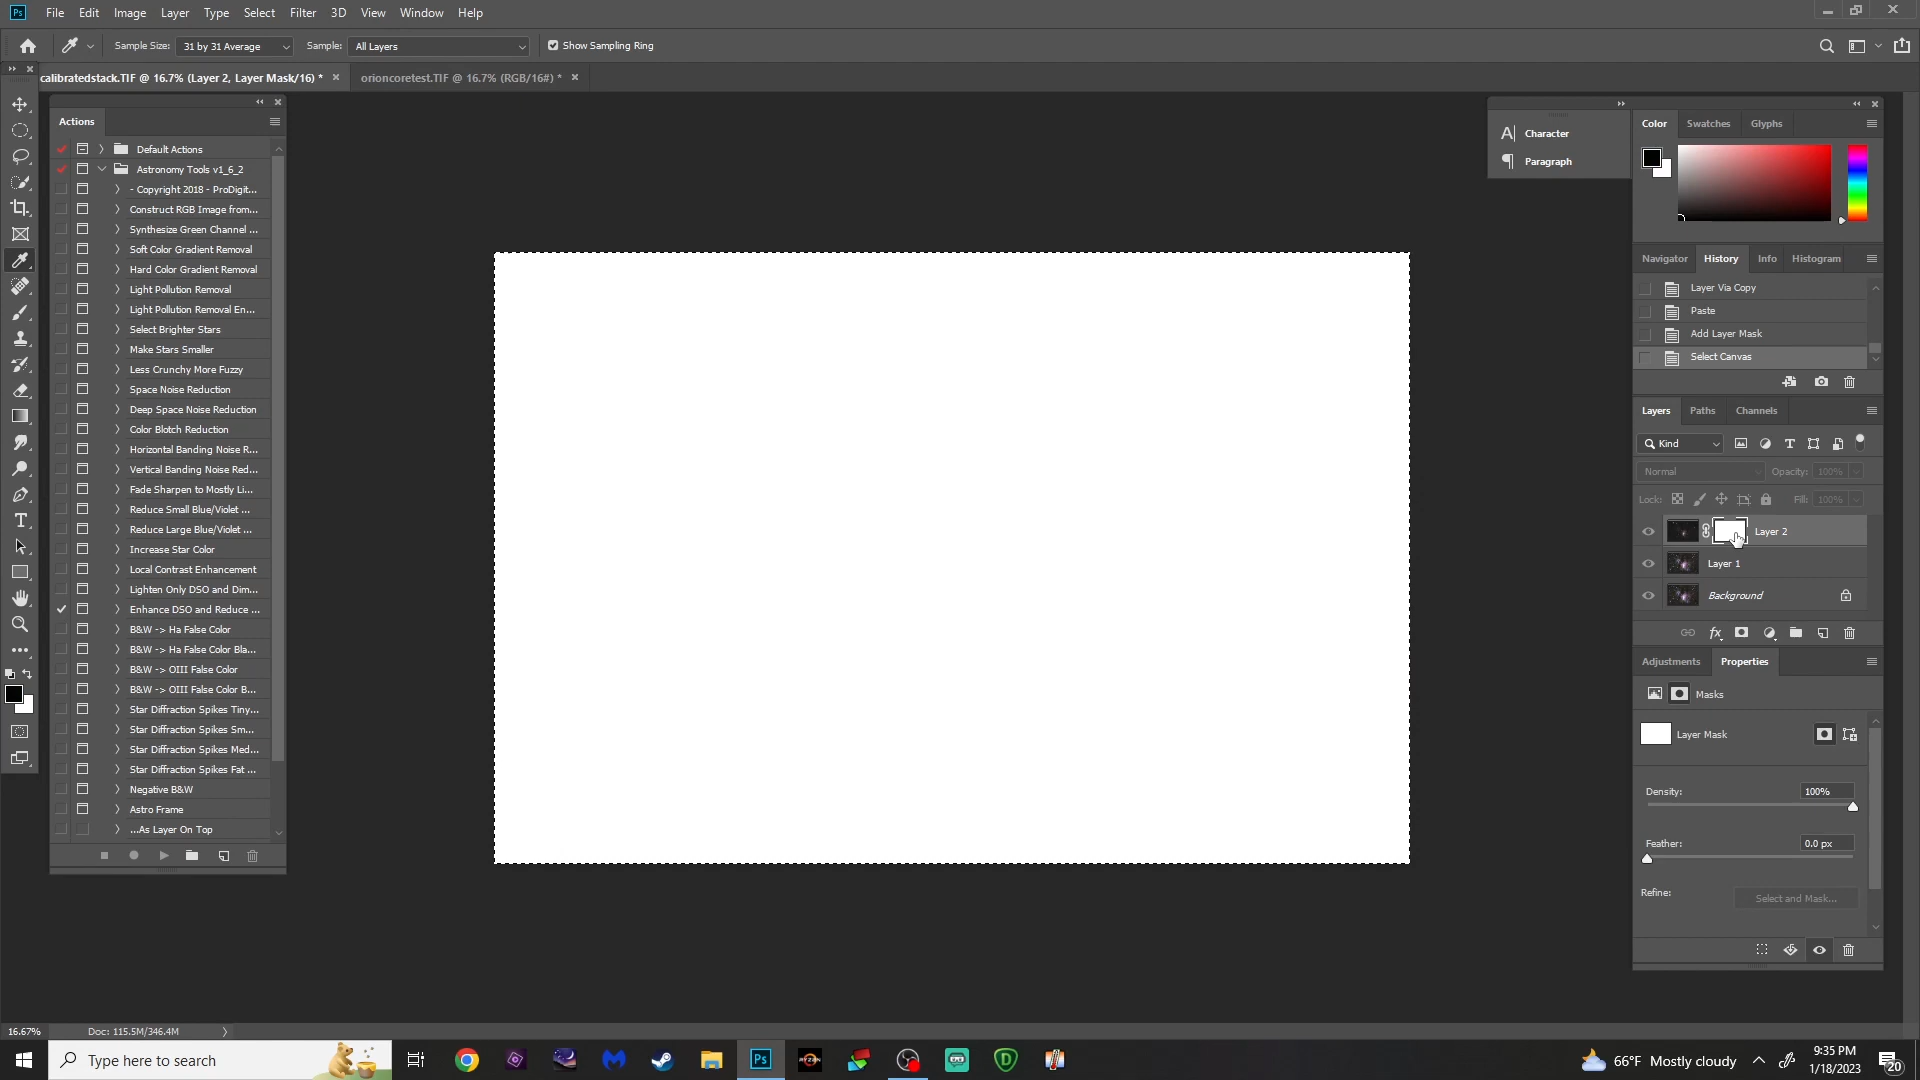 Ps File Edit Image Layer Type Select Filter 3D View Window Help
Sample Size: 31 by 31 Average Sample: All Layers Show Sampling Ring
calibratedstack.TIF @ 16.7% (Layer 2, Layer Mask/16) * × orioncoretest.TIF @ 16.7% (RGB/16#) * ×
Actions
Default Actions
Astronomy Tools v1_6_2
- Copyright 2018 - ProDigit...
Construct RGB Image from...
Synthesize Green Channel ...
Soft Color Gradient Removal
Hard Color Gradient Removal
Light Pollution Removal
Light Pollution Removal En...
Select Brighter Stars
Make Stars Smaller
Less Crunchy More Fuzzy
Space Noise Reduction
Deep Space Noise Reduction
Color Blotch Reduction
Horizontal Banding Noise R...
Vertical Banding Noise Red...
Fade Sharpen to Mostly Li...
Reduce Small Blue/Violet ...
Reduce Large Blue/Violet ...
Increase Star Color
Local Contrast Enhancement
Lighten Only DSO and Dim...
Enhance DSO and Reduce ...
B&W -> Ha False Color
B&W -> Ha False Color Bla...
B&W -> OIII False Color
B&W -> OIII False Color B...
Star Diffraction Spikes Tiny...
Star Diffraction Spikes Sm...
Star Diffraction Spikes Med...
Star Diffraction Spikes Fat ...
Negative B&W
Astro Frame
...As Layer On Top
Character
Paragraph
Color Swatches Glyphs
Navigator History Info Histogram
Layer Via Copy
Paste
Add Layer Mask
Select Canvas
Layers Paths Channels
Kind
Normal Opacity: 100%
Lock: Fill: 100%
Layer 2
Layer 1
Background
Adjustments Properties
Masks
Layer Mask
Density: 100%
Feather: 0.0 px
Refine: Select and Mask...
16.67% Doc: 115.5M/346.4M
Type here to search
Ps
RYZEN
66°F Mostly cloudy
9:35 PM
1/18/2023
20